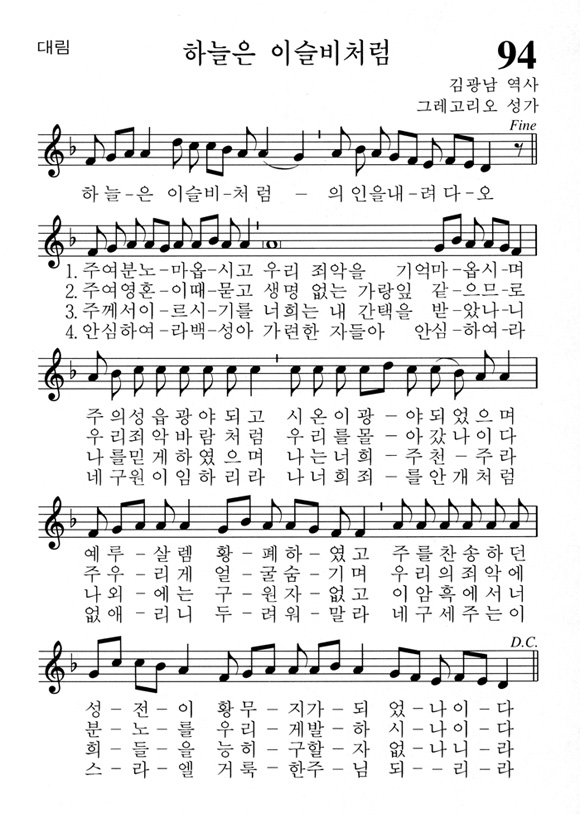 대림
하늘은 이슬비처럼
94
김광남 역사
그레고리오 성가
Fine
하늘-은 이슬비-처럼 - 의인을내-려다-오
1. 주여분노-마옵-시고 우리 죄악을 기억마-옵시-며
2. 주여영혼-이때-묻고 생명 없는 가랑잎 같-으므-로
3. 주께서이-르시-기를 너희는 내 간택을 받-았나-니
4. 안심하여-라백-성아 가련한 자들아 안심-하여-라
주의성읍광야되고 시온이광-야되었으며
우리죄악바람처럼 우리를몰-아갔나이다
나를믿게하였으며 나는너희-주천-주라
네구원이임하리라 나너희죄-를안개처럼
예루-살렘 황-폐하-였고 주를찬송하던
주우-리게 얼-굴숨-기며 우리의죄악에
나외-에는 구-원자-없고 이암흑에서너
없애-리니 두-려워-말라 네구세주는이
D.C.
성-전이 황무-지가-되 었-나이-다
분-노를 우리-게발-하 시-나이-다
희-들을 능히-구할-자 없-나니-라
스-라-엘 거룩-한주-님 되--리-라